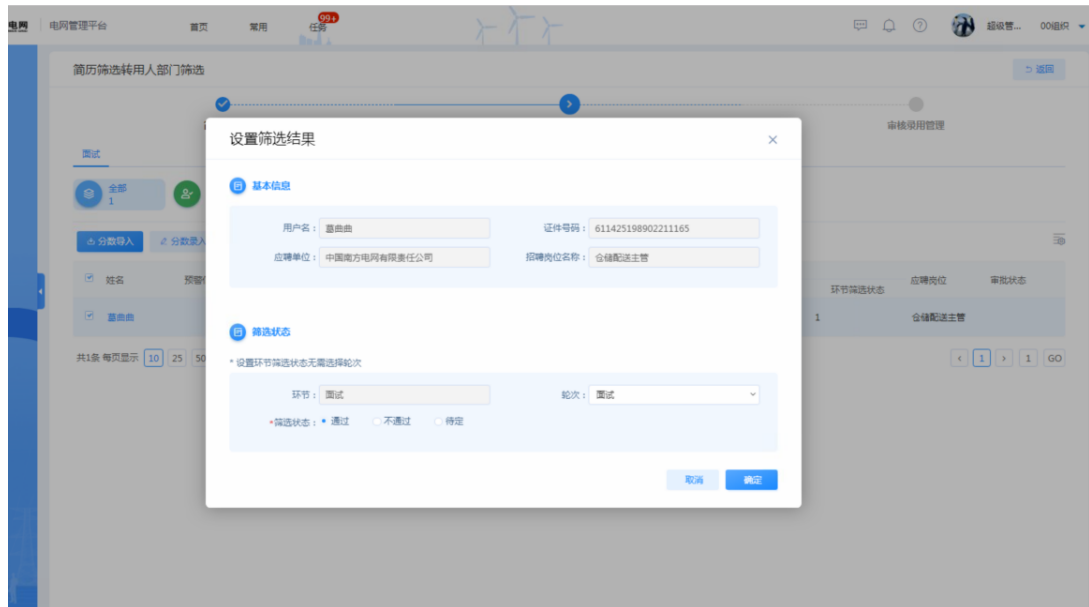 电网 电网管理平台 首页 常用 任务 99+ 超级管... 00组织
简历筛选转用人部门筛选 返回
审核录用管理
面试
全部
1
分数导入 分数录入
姓名 环节筛选状态 应聘岗位 审批状态
葛曲曲 1 仓储配送主管
共1条 每页显示 10 25 50 1 1 GO
设置筛选结果
基本信息
用户名: 葛曲曲 证件号码: 611425198902211165
应聘单位: 中国南方电网有限责任公司 招聘岗位名称: 仓储配送主管
筛选状态
* 设置环节筛选状态无需选择轮次
环节: 面试 轮次: 面试
*筛选状态: 通过 不通过 待定
取消 确定